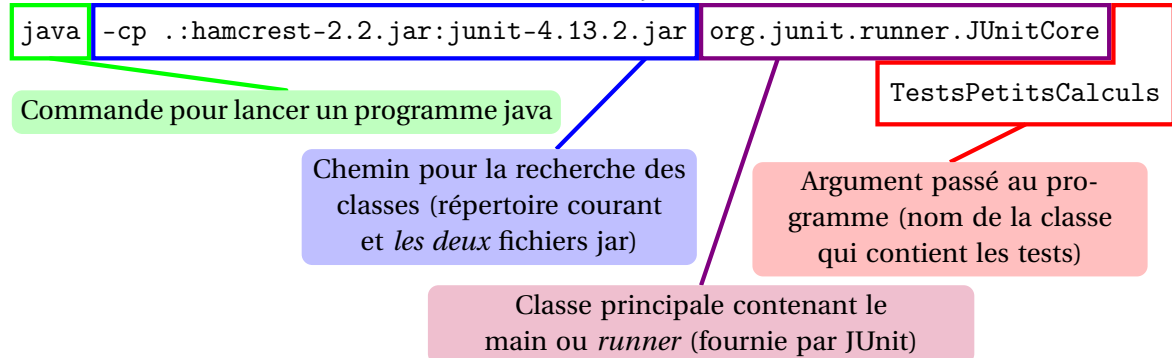 java -cp .:hamcrest-2.2.jar:junit-4.13.2.jar org.junit.runner.JUnitCore
TestsPetitsCalculs
Commande pour lancer un programme java
Chemin pour la recherche des
classes (répertoire courant
et les deux fichiers jar)
Argument passé au pro-
gramme (nom de la classe
qui contient les tests)
Classe principale contenant le
main ou runner (fournie par JUnit)